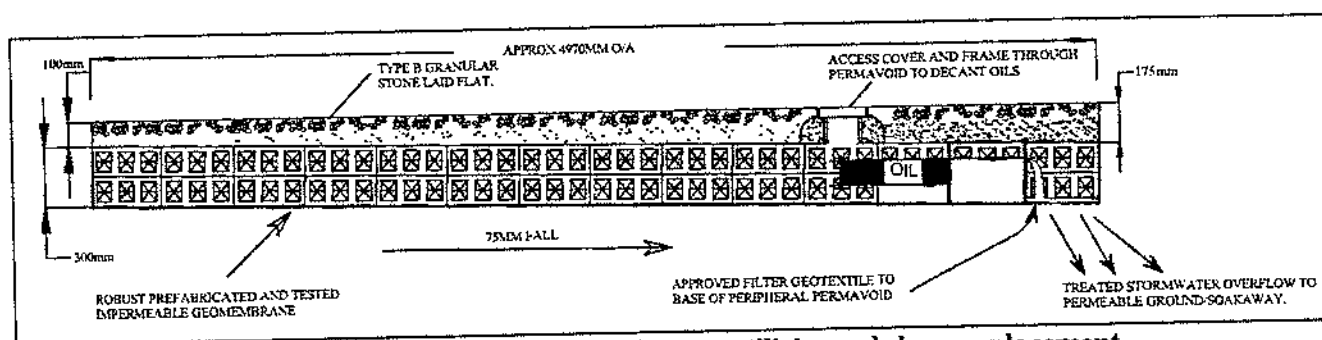 APPROX 4970MM O/A
100mm
TYPE B GRANULAR
STONE LAID FLAT.
ACCESS COVER AND FRAME THROUGH
PERMAVOID TO DECANT OILS
175mm
OIL
75MM FALL
300mm
ROBUST PREFABRICATED AND TESTED
IMPERMEABLE GEOMEMBRANE
APPROVED FILTER GEOTEXTILE TO
BASE OF PERIPHERAL PERMAVOID
TREATED STORMWATER OVERFLOW TO
PERMEABLE GROUND/SOAKAWAY.